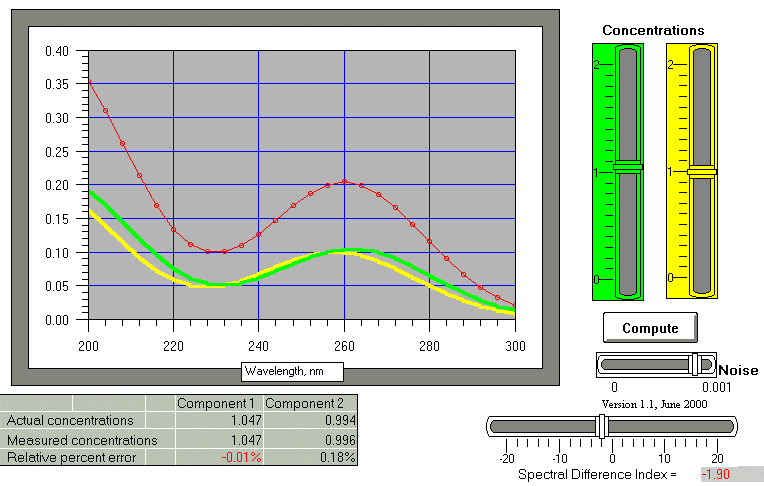 Concentrations
0.40
0.35
0.30
0.25
0.20
0.15
0.10
0.05
0.00
200 220 240 260 280 300
Wavelength, nm
2
1
0
2
1
0
Compute
Noise
0 0.001
Version 1.1, June 2000
Component 1 Component 2
Actual concentrations 1.047 0.994
Measured concentrations 1.047 0.996
Relative percent error -0.01% 0.18%
-20 -10 0 10 20
Spectral Difference Index = -1.90